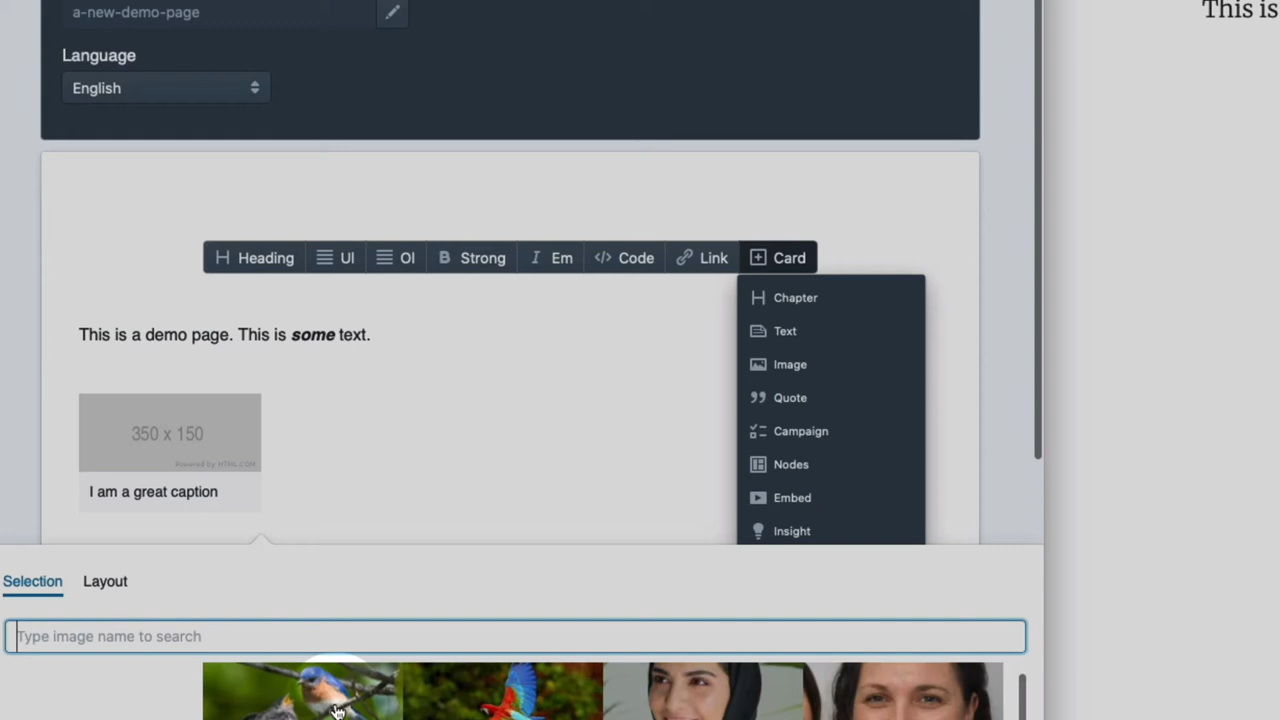 a-new-demo-page
This is
Language
English
Heading Ul Ol Strong Em Code Link Card
Chapter
Text
Image
Quote
Campaign
Nodes
Embed
Insight
This is a demo page. This is some text.
350 x 150
Powered by HTML.COM
I am a great caption
Selection Layout
Type image name to search